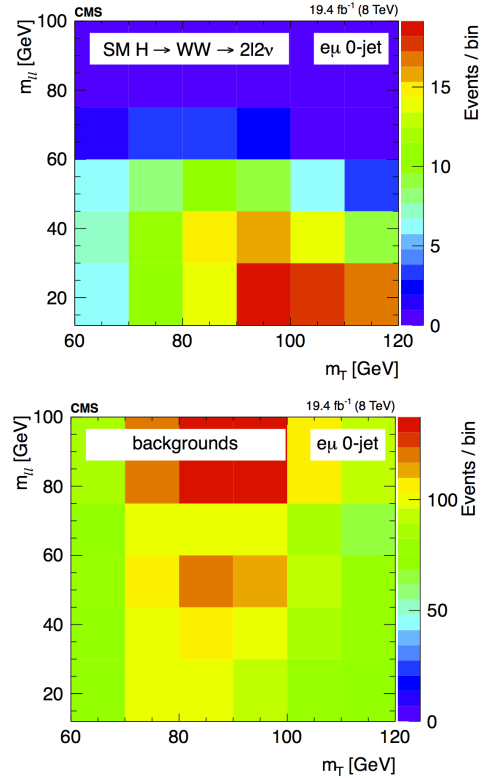 CMS 19.4 fb⁻¹ (8 TeV)
SM H → WW → 2l2ν eμ 0-jet
m_ll [GeV]
100
80
60
40
20
60 80 100 120
m_T [GeV]
Events / bin
15
10
5
0
CMS 19.4 fb⁻¹ (8 TeV)
backgrounds eμ 0-jet
m_ll [GeV]
100
80
60
40
20
60 80 100 120
m_T [GeV]
Events / bin
100
50
0